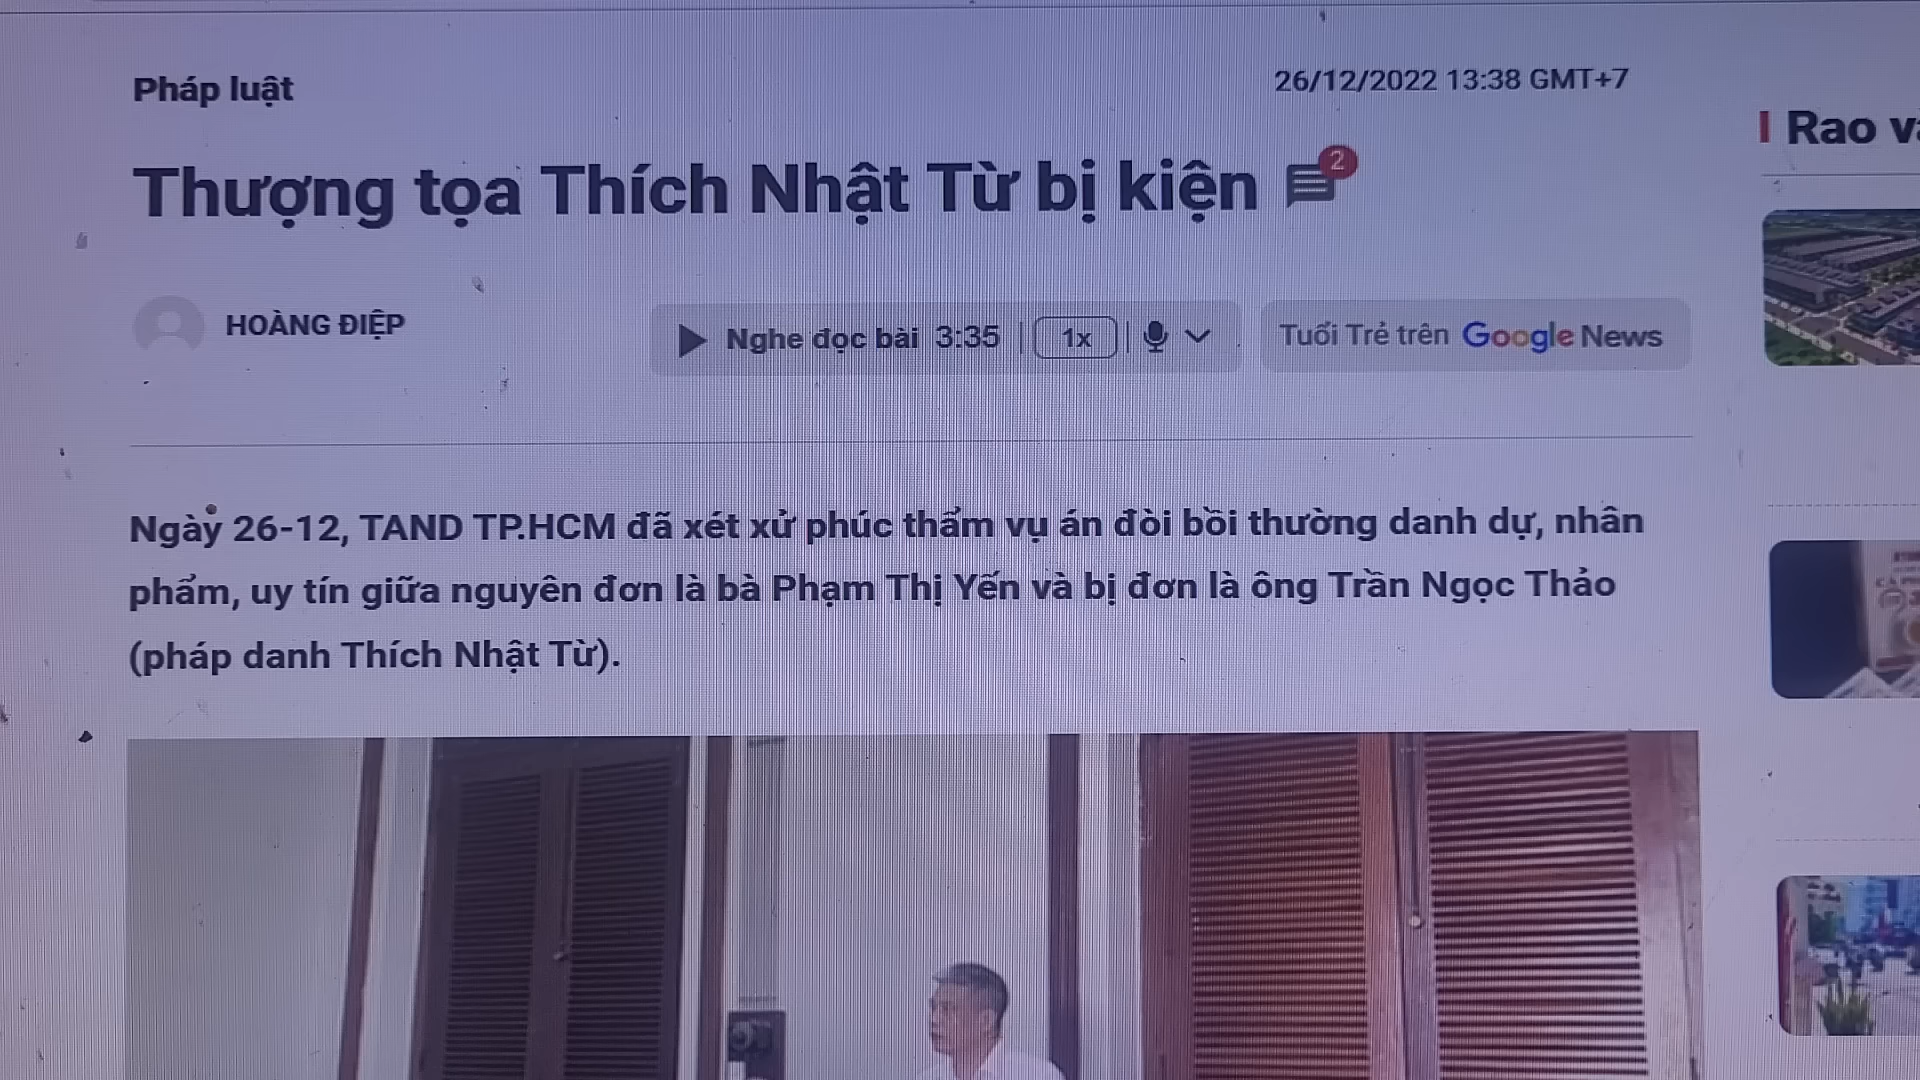 Pháp luật
26/12/2022 13:38 GMT+7
Thượng tọa Thích Nhật Từ bị kiện
2
Rao
HOÀNG ĐIỆP
Nghe đọc bài 3:35 | 1x
Tuổi Trẻ trên Google News
Ngày 26-12, TAND TP.HCM đã xét xử phúc thẩm vụ án đòi bồi thường danh dự, nhân
phẩm, uy tín giữa nguyên đơn là bà Phạm Thị Yến và bị đơn là ông Trần Ngọc Thảo
(pháp danh Thích Nhật Từ).